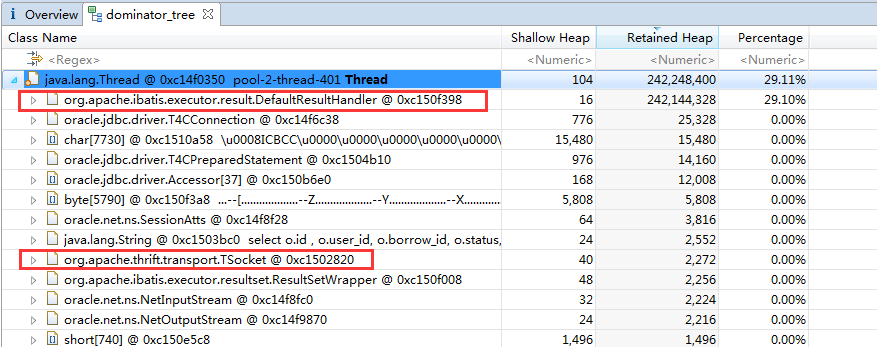 i Overview dominator_tree
Class Name Shallow Heap Retained Heap Percentage
<Regex> <Numeric> <Numeric> <Numeric>
java.lang.Thread @ 0xc14f0350 pool-2-thread-401 Thread 104 242,248,400 29.11%
org.apache.ibatis.executor.result.DefaultResultHandler @ 0xc150f398 16 242,144,328 29.10%
oracle.jdbc.driver.T4CConnection @ 0xc14f6c38 776 25,328 0.00%
char[7730] @ 0xc1510a58 \u0008ICBCC\u0000\u0000\u0000\u0000\u0000\ 15,480 15,480 0.00%
oracle.jdbc.driver.T4CPreparedStatement @ 0xc1504b10 976 14,160 0.00%
oracle.jdbc.driver.Accessor[37] @ 0xc150b6e0 168 12,008 0.00%
byte[5790] @ 0xc150f3a8 ...--[..................--Z...................--Y..................--X............. 5,808 5,808 0.00%
oracle.net.ns.SessionAtts @ 0xc14f8f28 64 3,816 0.00%
java.lang.String @ 0xc1503bc0 select o.id , o.user_id, o.borrow_id, o.status, 24 2,552 0.00%
org.apache.thrift.transport.TSocket @ 0xc1502820 40 2,272 0.00%
org.apache.ibatis.executor.resultset.ResultSetWrapper @ 0xc150f008 48 2,256 0.00%
oracle.net.ns.NetInputStream @ 0xc14f8fc0 32 2,224 0.00%
oracle.net.ns.NetOutputStream @ 0xc14f9870 24 2,216 0.00%
short[740] @ 0xc150e5c8 1,496 1,496 0.00%